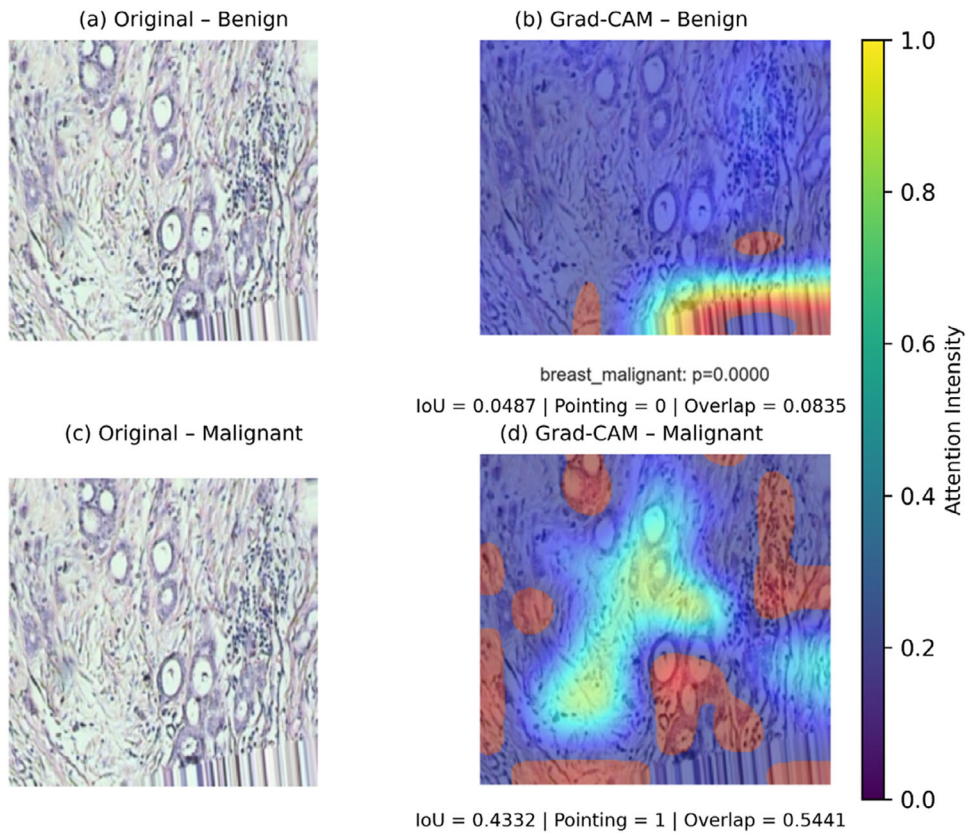 (a) Original – Benign
(b) Grad-CAM – Benign
breast_malignant: p=0.0000
IoU = 0.0487 | Pointing = 0 | Overlap = 0.0835
(c) Original – Malignant
(d) Grad-CAM – Malignant
IoU = 0.4332 | Pointing = 1 | Overlap = 0.5441
1.0
0.8
0.6
0.4
0.2
0.0
Attention Intensity